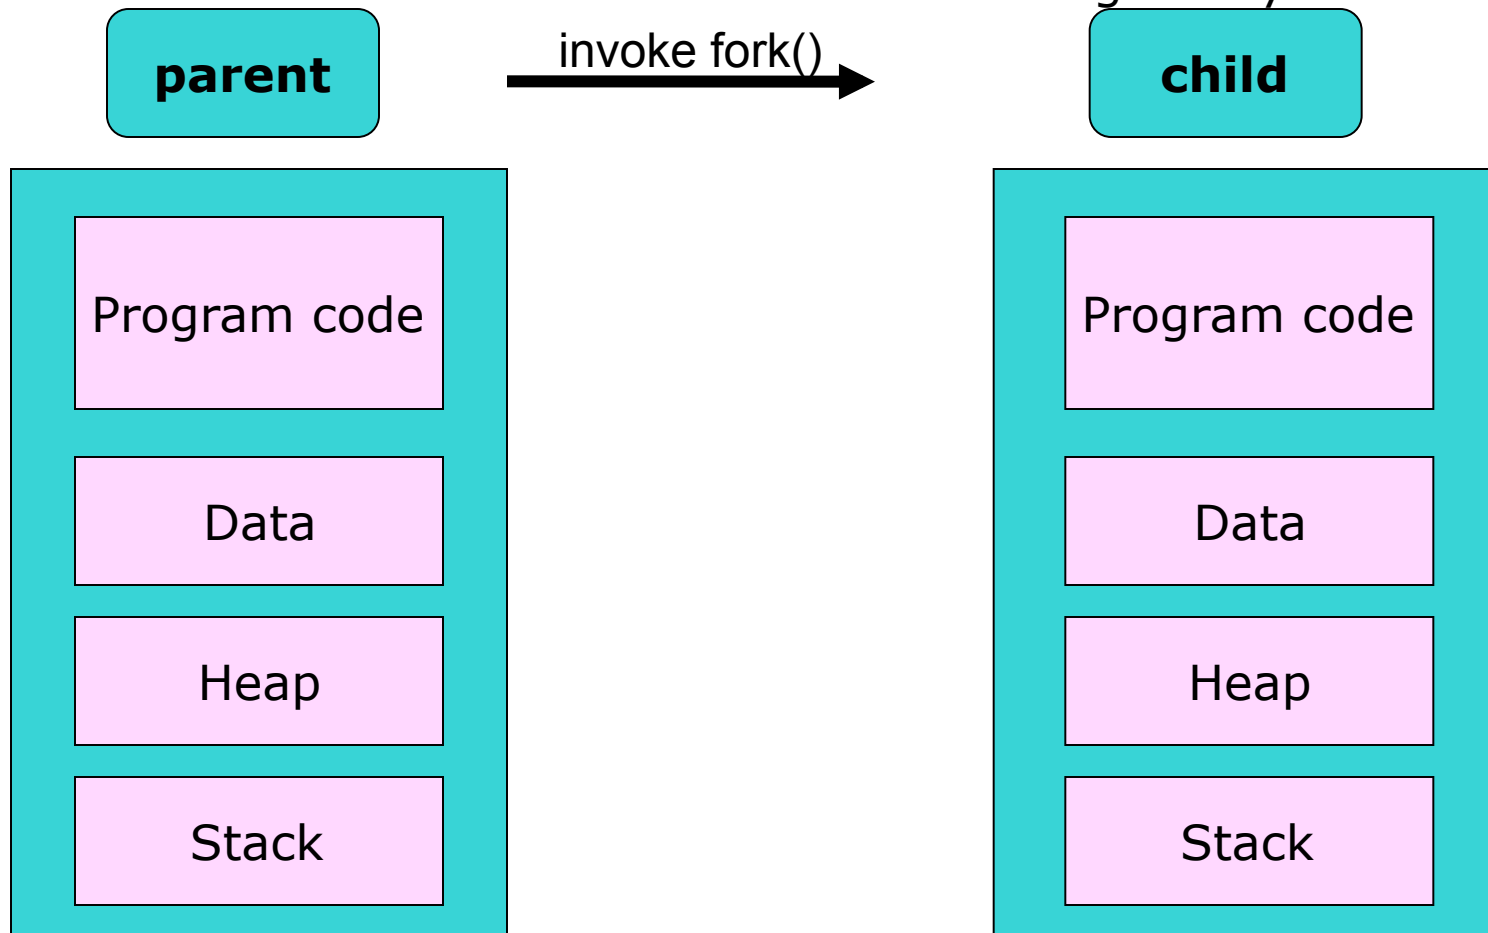 parent
invoke fork()
child
Program code
Data
Heap
Stack
Program code
Data
Heap
Stack